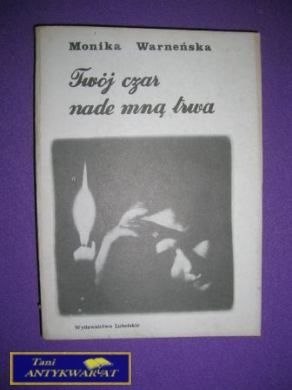 Monika Warneńska
Twój czar
nade mną trwa
Wydawnictwo Lubelskie
Tani
ANTYKWARIAT